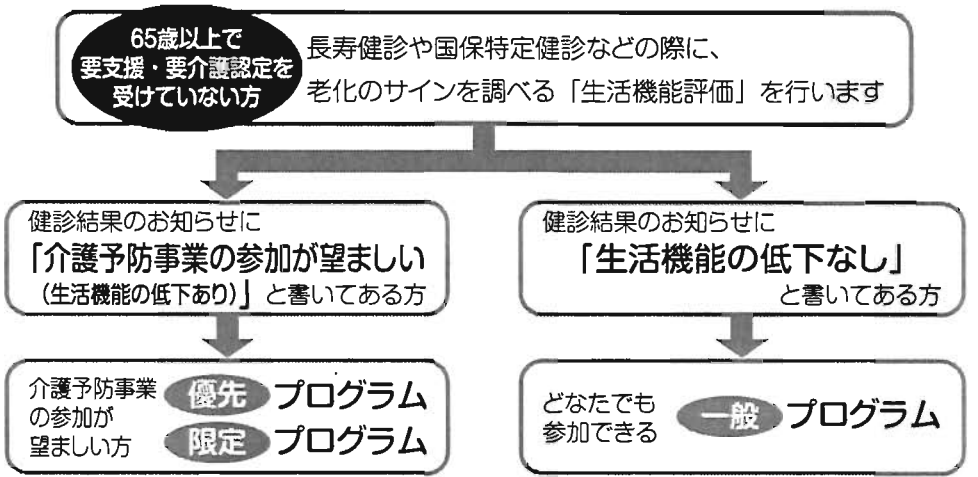 65歳以上で
要支援・要介護認定を
受けていない方
長寿健診や国保特定健診などの際に、
老化のサインを調べる「生活機能評価」を行います
健診結果のお知らせに
「介護予防事業の参加が望ましい
（生活機能の低下あり）」と書いてある方
健診結果のお知らせに
「生活機能の低下なし」
と書いてある方
介護予防事業
の参加が
望ましい方
優先 プログラム
限定 プログラム
どなたでも
参加できる
一般 プログラム